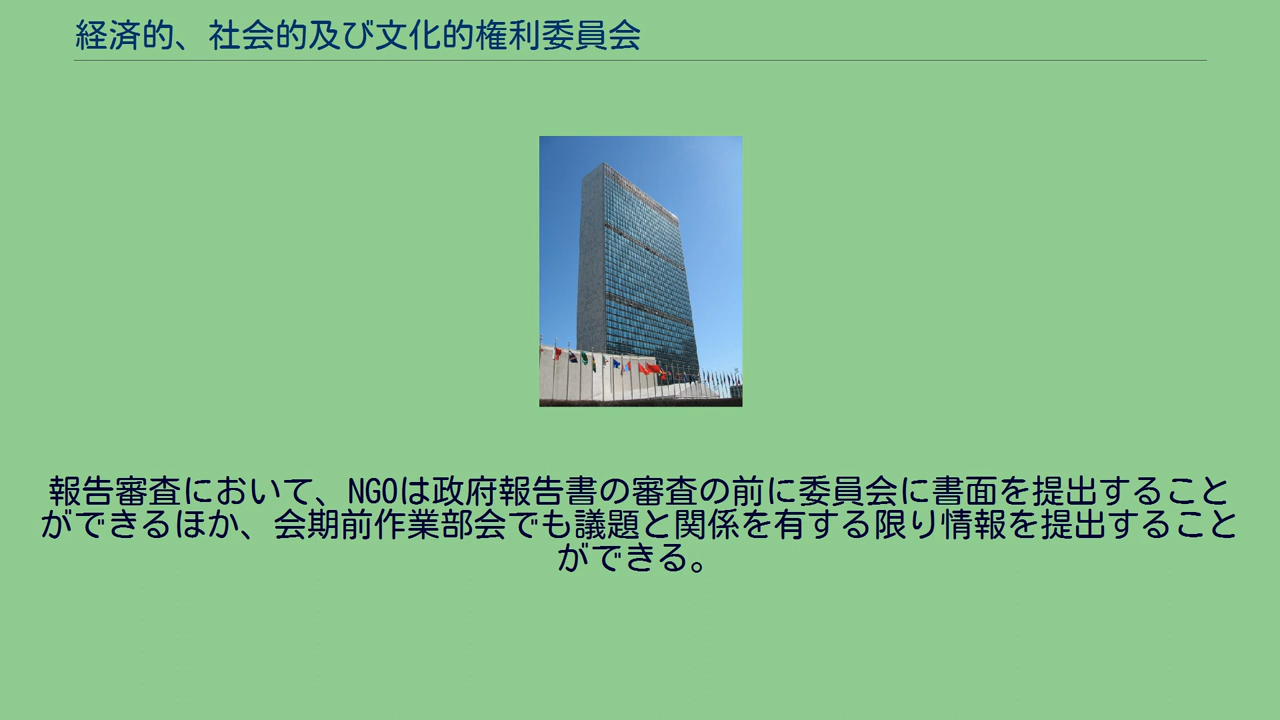 経済的、社会的及び文化的権利委員会
報告審査において、NGOは政府報告書の審査の前に委員会に書面を提出すること
ができるほか、会期前作業部会でも議題と関係を有する限り情報を提出すること
ができる。